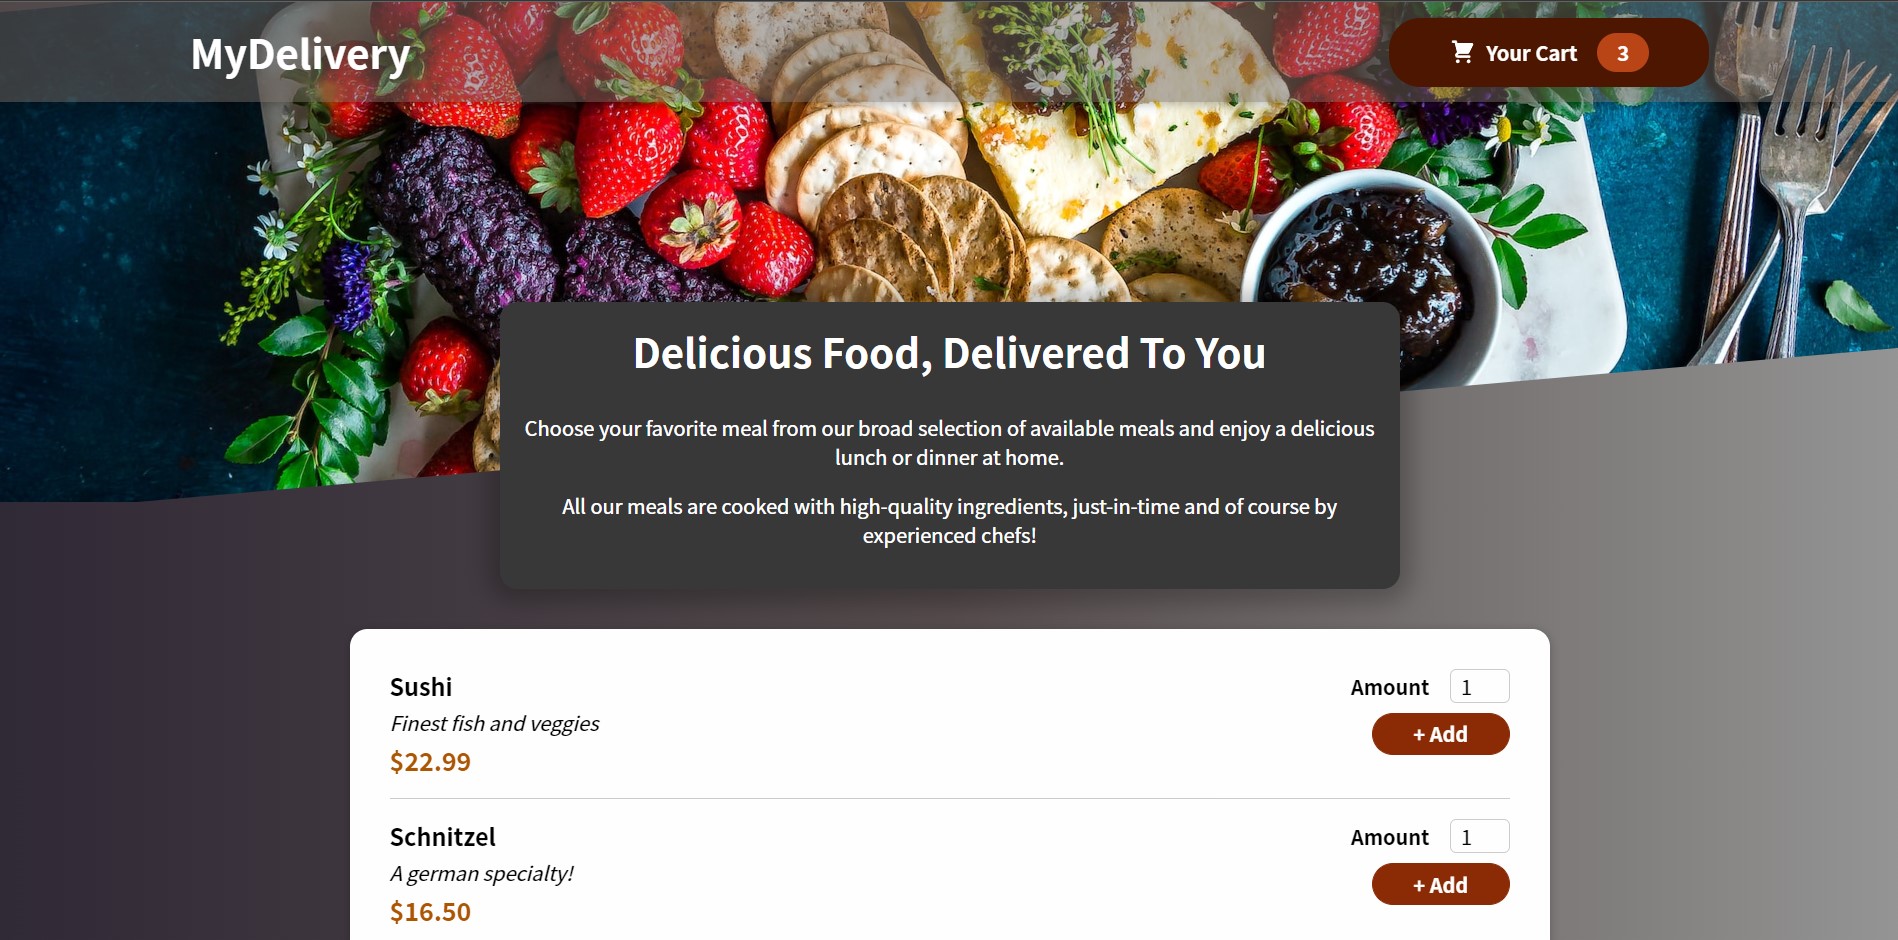 MyDelivery
Your Cart 3
Delicious Food, Delivered To You
Choose your favorite meal from our broad selection of available meals and enjoy a delicious
lunch or dinner at home.
All our meals are cooked with high-quality ingredients, just-in-time and of course by
experienced chefs!
Sushi
Amount 1
Finest fish and veggies
+ Add
$22.99
Schnitzel
Amount 1
A german specialty!
+ Add
$16.50